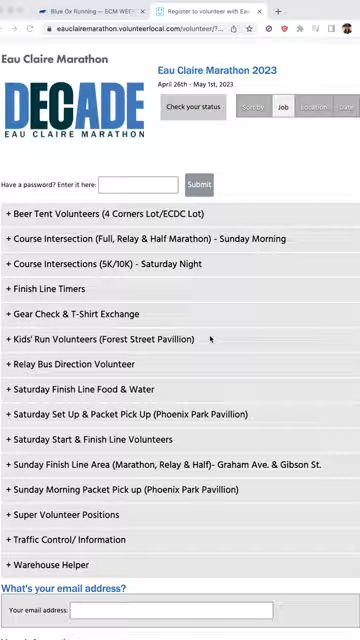 Blue Ox Running — ECM WEEK
Register to volunteer with Eau
eauclairemarathon.volunteerlocal.com/volunteer/?...
Eau Claire Marathon
Eau Claire Marathon 2023
April 26th - May 1st, 2023
Check your status
Sort by
Job
Location
Date
DECADE
EAU CLAIRE MARATHON
Have a password? Enter it here:
Submit
+ Beer Tent Volunteers (4 Corners Lot/ECDC Lot)
+ Course Intersection (Full, Relay & Half Marathon) - Sunday Morning
+ Course Intersections (5K/10K) - Saturday Night
+ Finish Line Timers
+ Gear Check & T-Shirt Exchange
+ Kids' Run Volunteers (Forest Street Pavillion)
+ Relay Bus Direction Volunteer
+ Saturday Finish Line Food & Water
+ Saturday Set Up & Packet Pick Up (Phoenix Park Pavillion)
+ Saturday Start & Finish Line Volunteers
+ Sunday Finish Line Area (Marathon, Relay & Half)- Graham Ave. & Gibson St.
+ Sunday Morning Packet Pick up (Phoenix Park Pavillion)
+ Super Volunteer Positions
+ Traffic Control/ Information
+ Warehouse Helper
What's your email address?
Your email address: